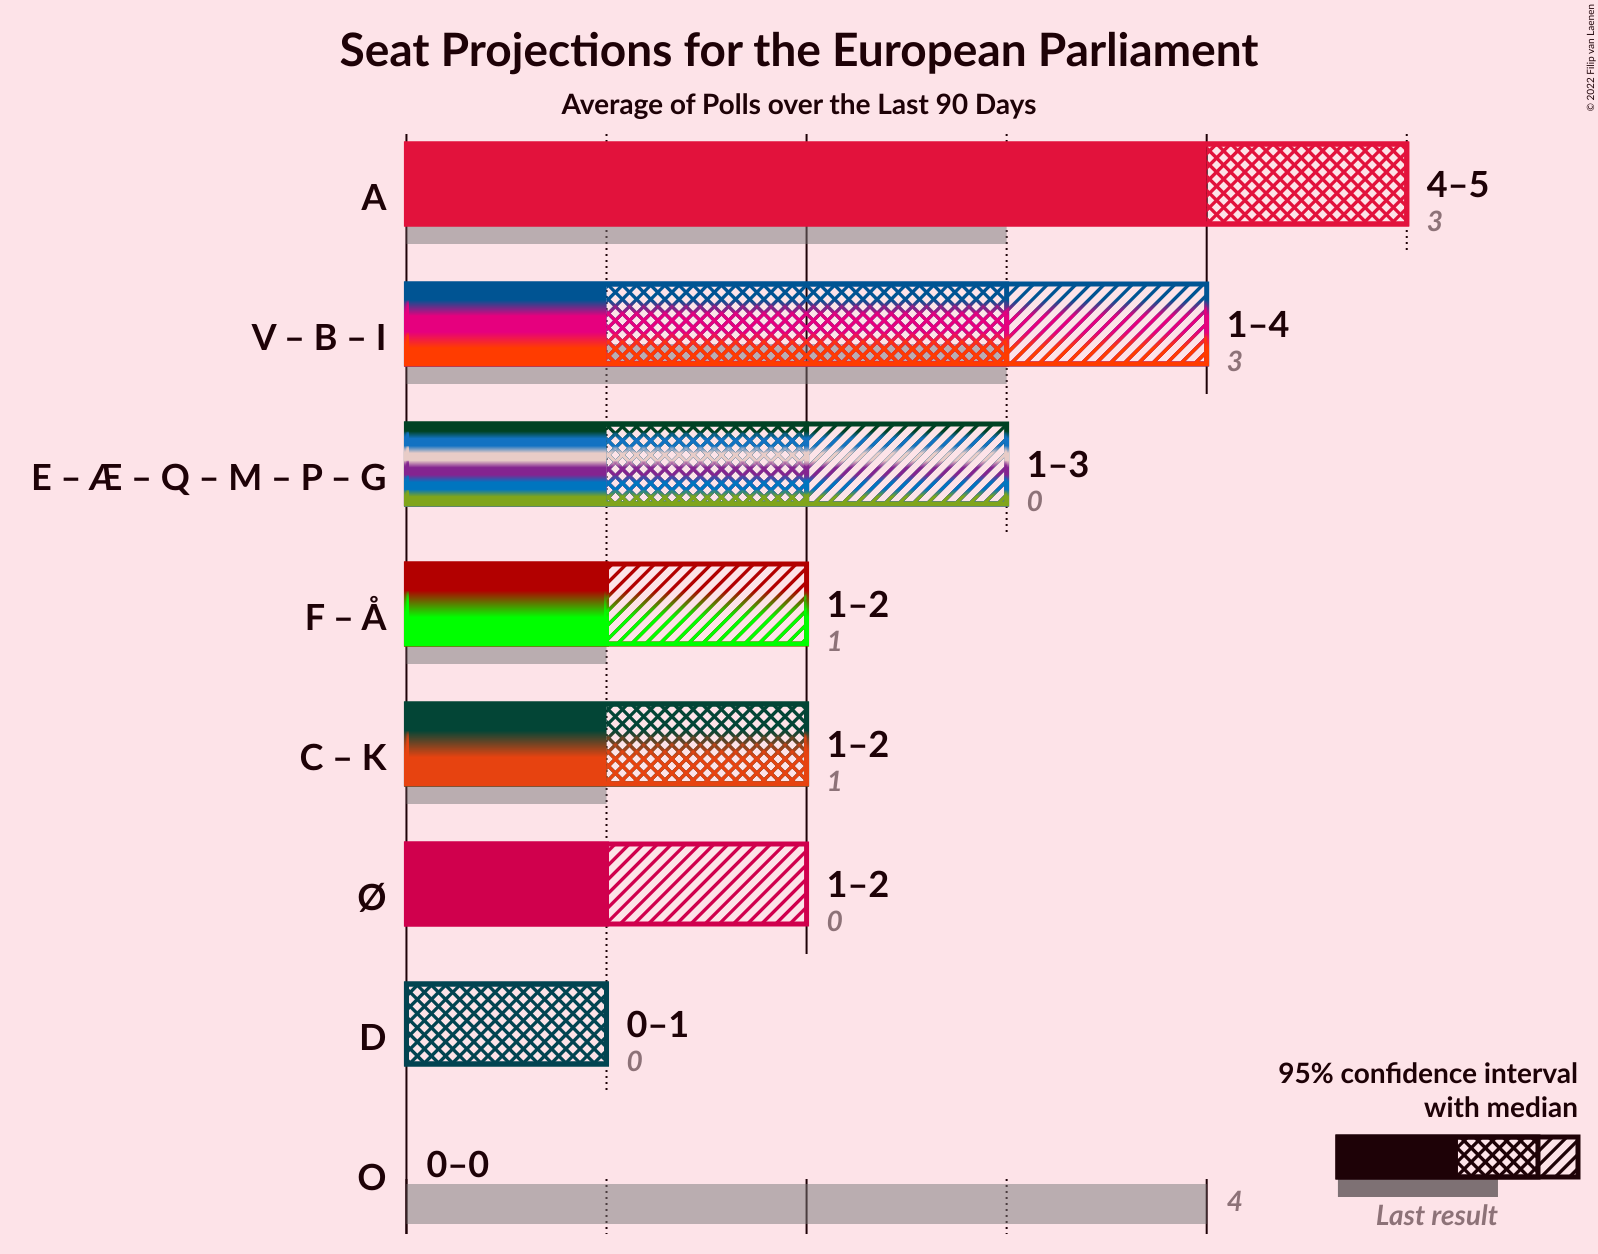 Seat Projections for the European Parliament
Average of Polls over the Last 90 Days
© 2022 Filip van Laenen
A
4–5
3
V – B – I
1–4
3
E – Æ – Q – M – P – G
1–3
0
F – Å
1–2
1
C – K
1–2
1
Ø
1–2
0
D
0–1
0
O
0–0
4
95% confidence interval
with median
Last result